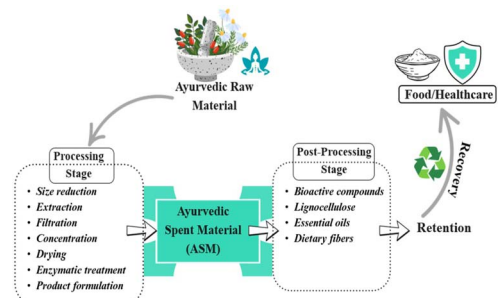 Ayurvedic Raw
Material
Food/Healthcare
Processing
Stage
• Size reduction
• Extraction
• Filtration
• Concentration
• Drying
• Enzymatic treatment
• Product formulation
Ayurvedic
Spent Material
(ASM)
Post-Processing
Stage
• Bioactive compounds
• Lignocellulose
• Essential oils
• Dietary fibers
Retention
Recovery